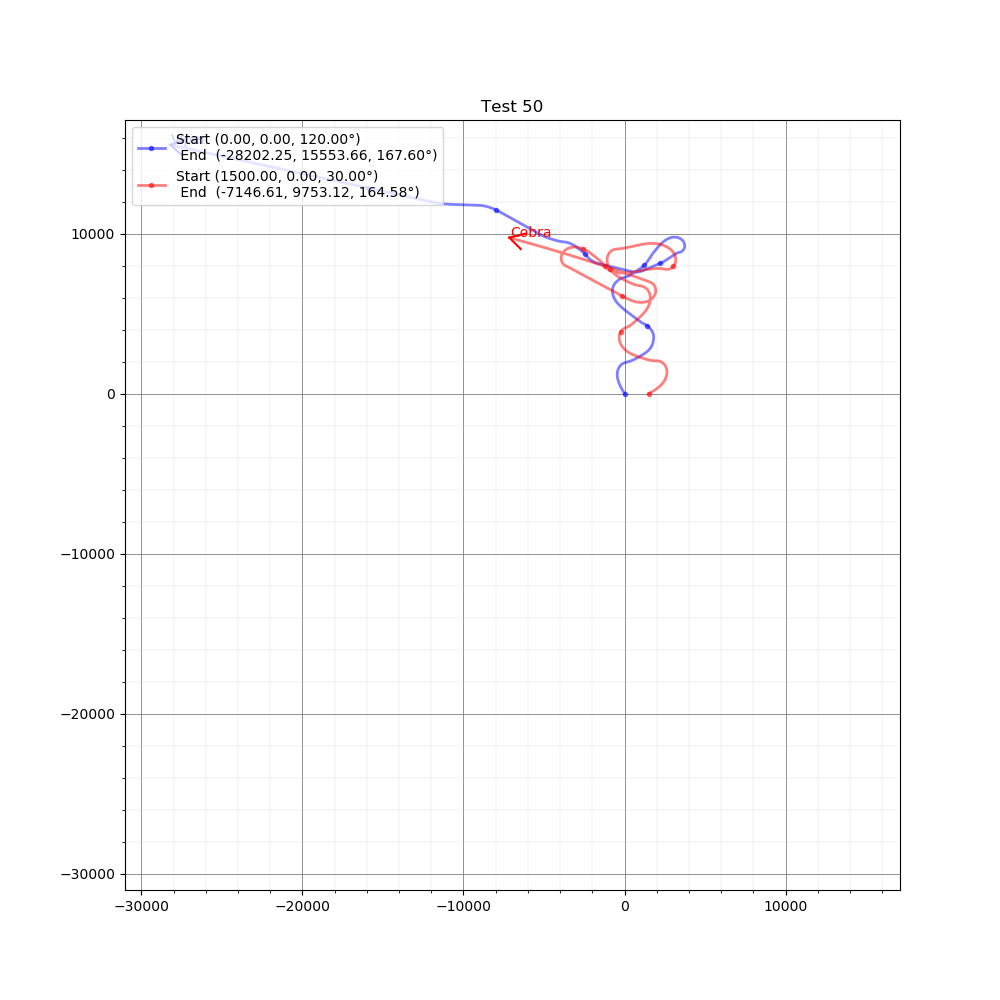 Test 50
Start (0.00, 0.00, 120.00°)
End (-28202.25, 15553.66, 167.60°)
Start (1500.00, 0.00, 30.00°)
End (-7146.61, 9753.12, 164.58°)
10000
Cobra
0
−10000
−20000
−30000
−30000 −20000 −10000 0 10000